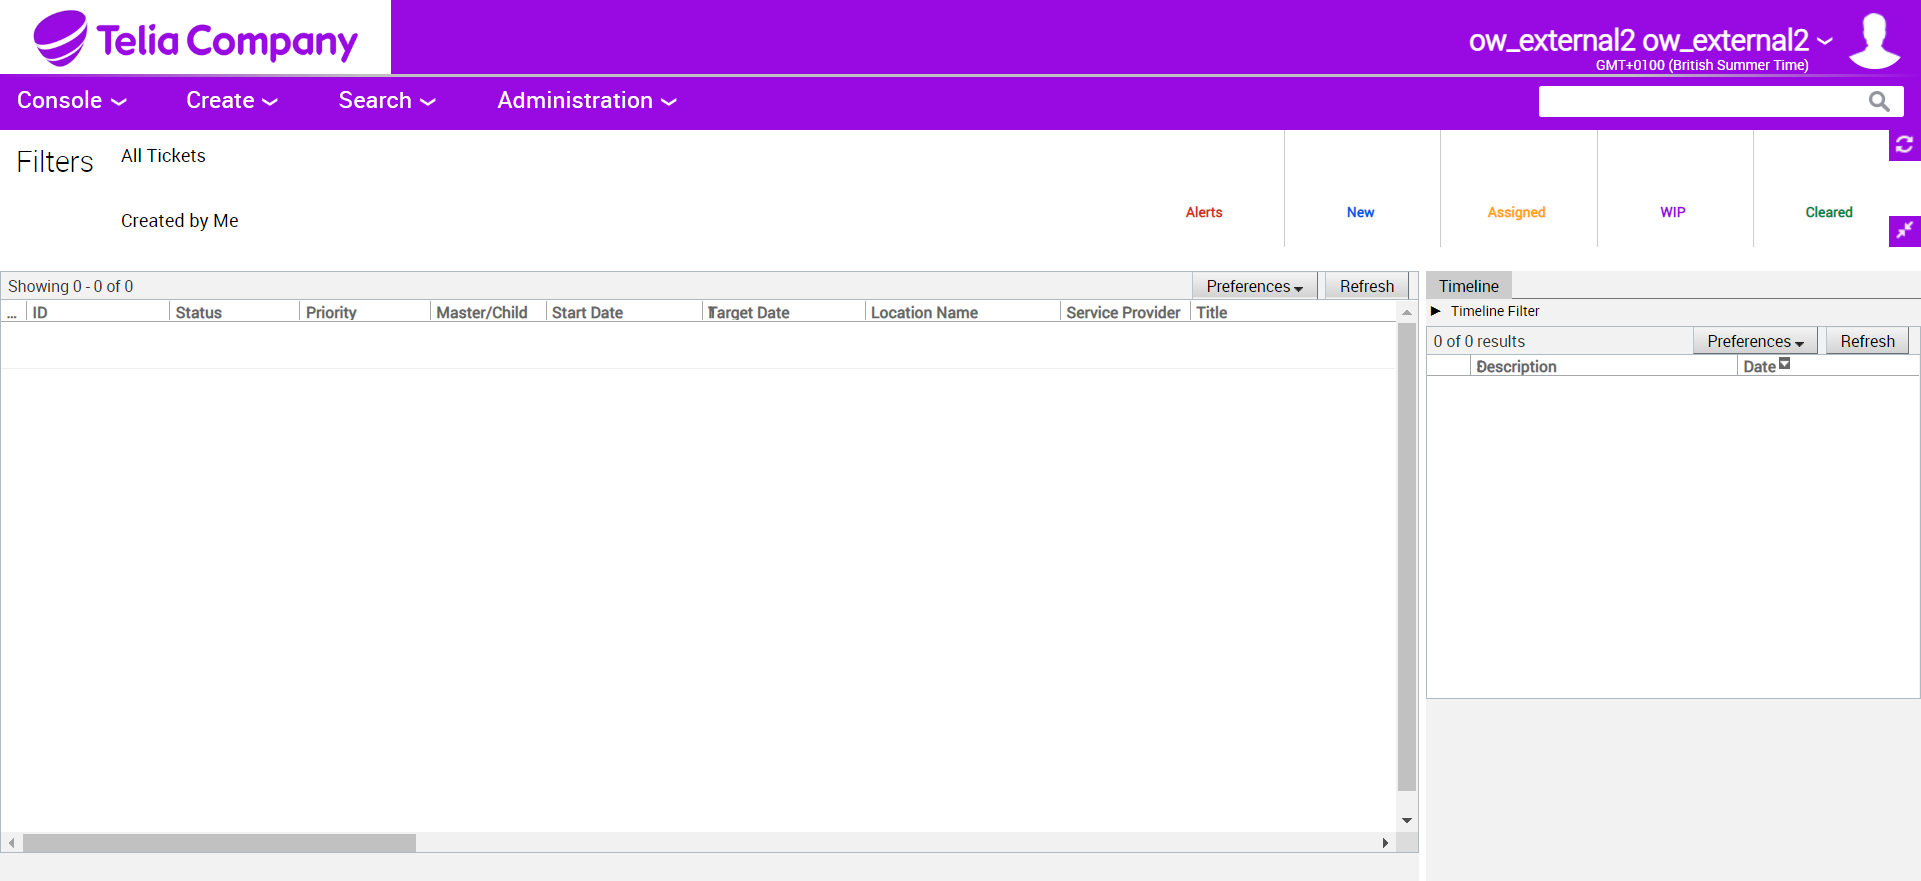 Telia Company
ow_external2 ow_external2
GMT+0100 (British Summer Time)
Console Create Search Administration
Filters All Tickets
Created by Me
Alerts New Assigned WIP Cleared
Showing 0 - 0 of 0 Preferences Refresh
... ID Status Priority Master/Child Start Date Target Date Location Name Service Provider Title
Timeline
Timeline Filter
0 of 0 results Preferences Refresh
Description Date